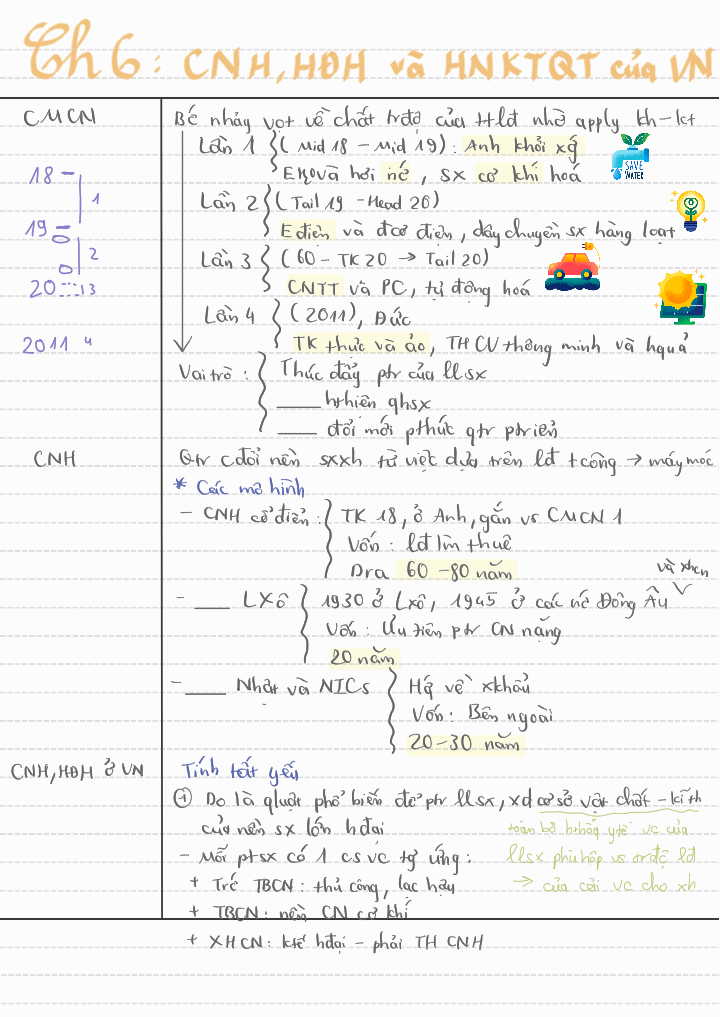 Ch 6: CNH, HĐH và HNKTQT của VN
CMCN
Bc nhảy vọt về chất trđộ của ttlđ nhờ apply kh-kt
Lần 1 (Mid 18 - Mid 19): Anh khởi xg
hơi nc, sx cơ khí hoá
18 -
1
Lần 2 (Tail 19 - Head 20)
19 -
E điện và đcơ điện, dây chuyền sx hàng loạt
2
Lần 3 (60 - TK 20 → Tail 20)
20
3
CNTT và PC, tự động hoá
Lần 4 (2011), Đức
2011 4
TK thực và ảo, TH CV thông minh và hquả
SAVE WATER
Vai trò: Thúc đẩy ptr của llsx
___ hthiện qhsx
___ đổi mới pthức qtr ptriển
CNH
Qtr cđổi nền sxxh từ việc dựa trên lđ tcông → máy móc
* Các mô hình
- CNH cổ điển: TK 18, ở Anh, gắn vs CMCN 1
Vốn: lđ làm thuê
Dra 60 - 80 năm
và xhcn
- ___ LXô 1930 ở Lxô, 1945 ở các nc Đông Âu
Vốn: Ưu tiên ptr CN nặng
20 năm
- ___ Nhật và NICs Hg về xkhẩu
Vốn: Bên ngoài
20 - 30 năm
CNH, HĐH ở VN
Tính tất yếu
① Do là qluật phổ biến để ptr llsx, xd cơ sở vật chất - kĩ th
của nền sx lớn hđại
toàn bộ hthống ytố vc của
- Mỗi ptsx có 1 csvc tg ứng:
llsx phù hợp vs trđộ lđ
+ Trc TBCN: thủ công, lạc hậu
→ của cải vc cho xh
+ TBCN: nền CN cơ khí
+ XHCN: ktế hđại - phải TH CNH